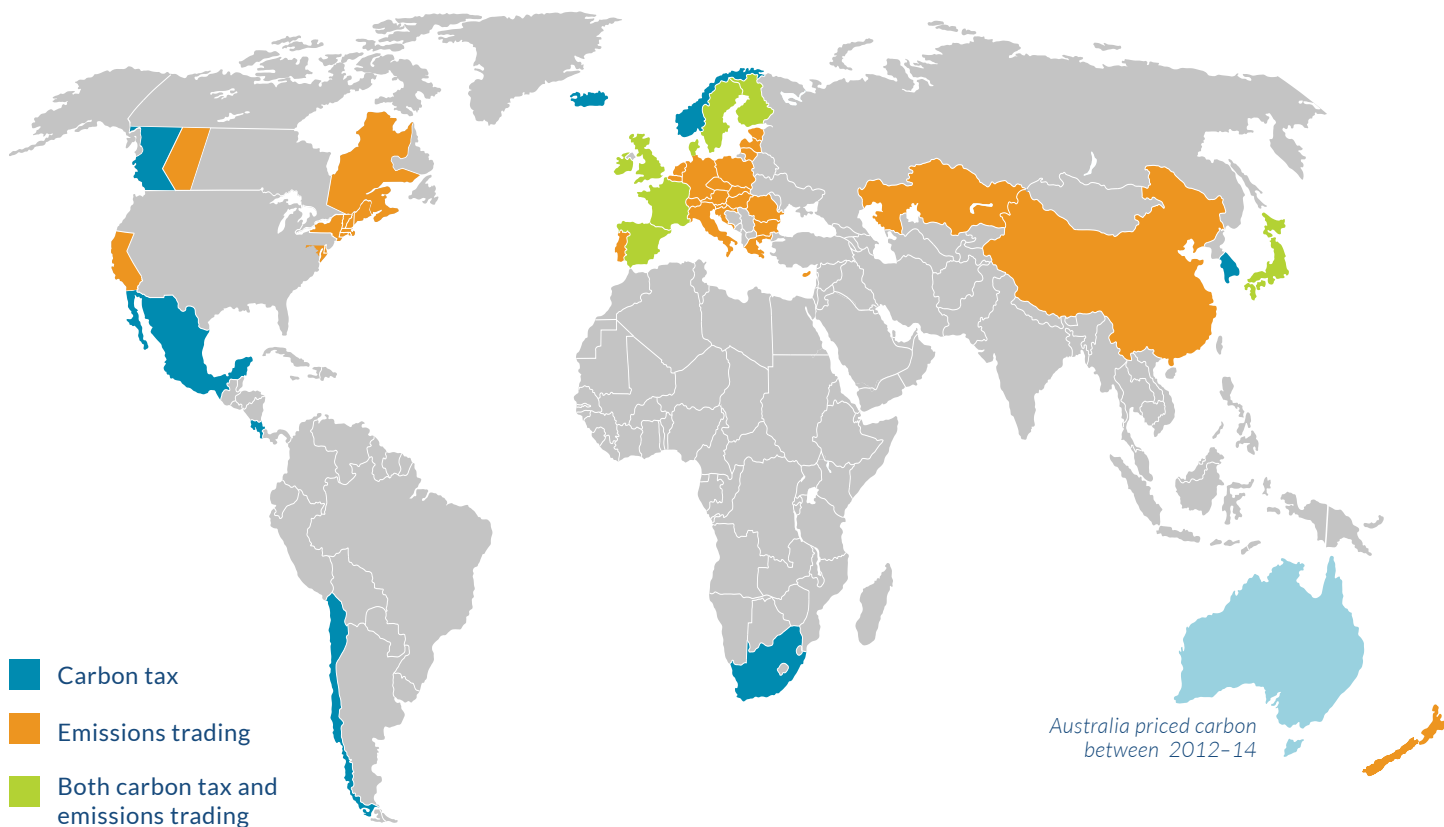 Carbon tax
Emissions trading
Both carbon tax and
emissions trading
Australia priced carbon
between 2012–14